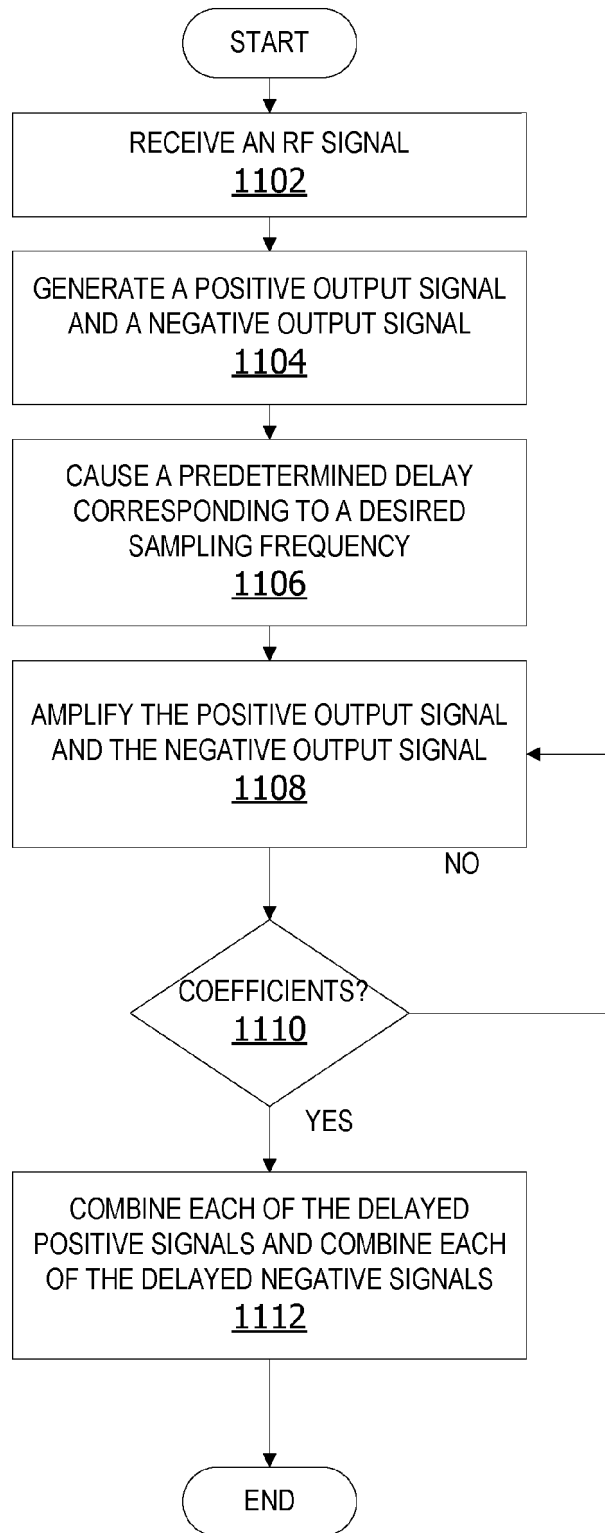 START
RECEIVE AN RF SIGNAL
1102
GENERATE A POSITIVE OUTPUT SIGNAL
AND A NEGATIVE OUTPUT SIGNAL
1104
CAUSE A PREDETERMINED DELAY
CORRESPONDING TO A DESIRED
SAMPLING FREQUENCY
1106
AMPLIFY THE POSITIVE OUTPUT SIGNAL
AND THE NEGATIVE OUTPUT SIGNAL
1108
NO
COEFFICIENTS?
1110
YES
COMBINE EACH OF THE DELAYED
POSITIVE SIGNALS AND COMBINE EACH
OF THE DELAYED NEGATIVE SIGNALS
1112
END